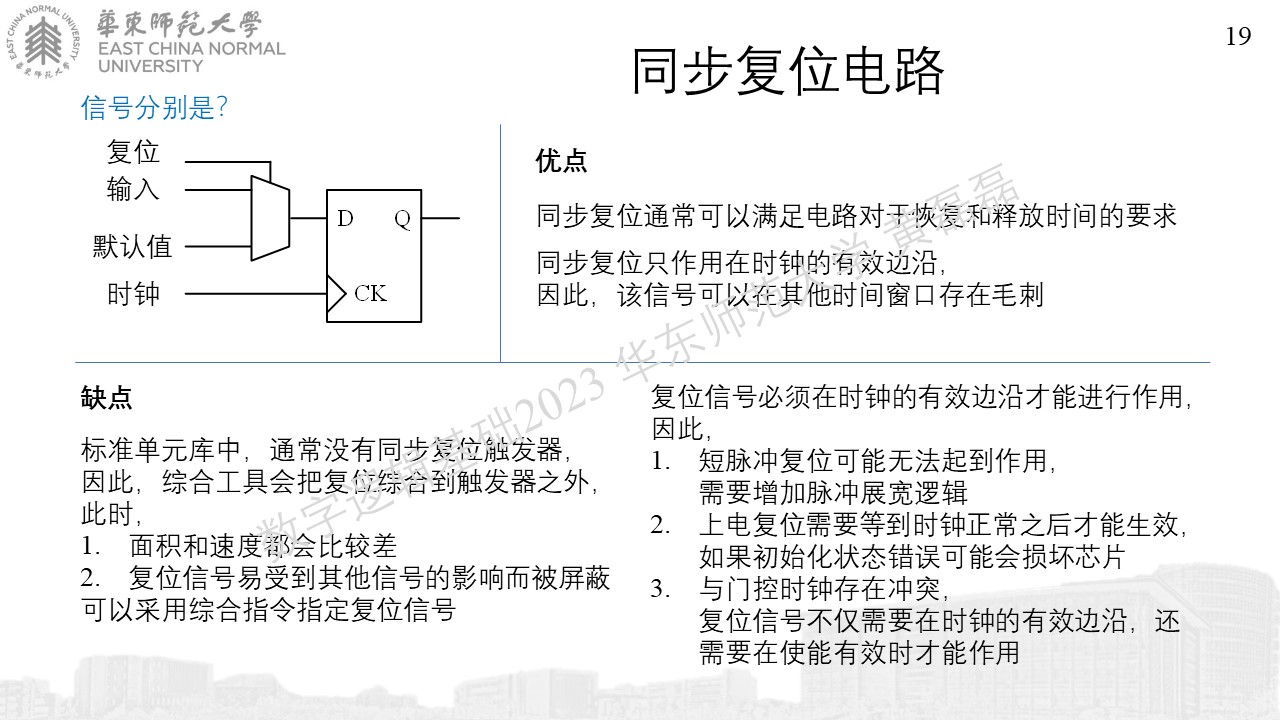 華東師範大學
EAST CHINA NORMAL
UNIVERSITY
19
同步复位电路
信号分别是?
复位
输入
默认值
时钟
D Q
CK
优点
同步复位通常可以满足电路对于恢复和释放时间的要求
同步复位只作用在时钟的有效边沿，
因此，该信号可以在其他时间窗口存在毛刺
缺点
标准单元库中，通常没有同步复位触发器，
因此，综合工具会把复位综合到触发器之外，
此时，
1. 面积和速度都会比较差
2. 复位信号易受到其他信号的影响而被屏蔽
可以采用综合指令指定复位信号
复位信号必须在时钟的有效边沿才能进行作用，
因此，
1. 短脉冲复位可能无法起到作用，
需要增加脉冲展宽逻辑
2. 上电复位需要等到时钟正常之后才能生效，
如果初始化状态错误可能会损坏芯片
3. 与门控时钟存在冲突，
复位信号不仅需要在时钟的有效边沿，还
需要在使能有效时才能作用
数字逻辑基础2023 华东师范大学 黄磊磊
EAST CHINA NORMAL UNIVERSITY
華東师范大学